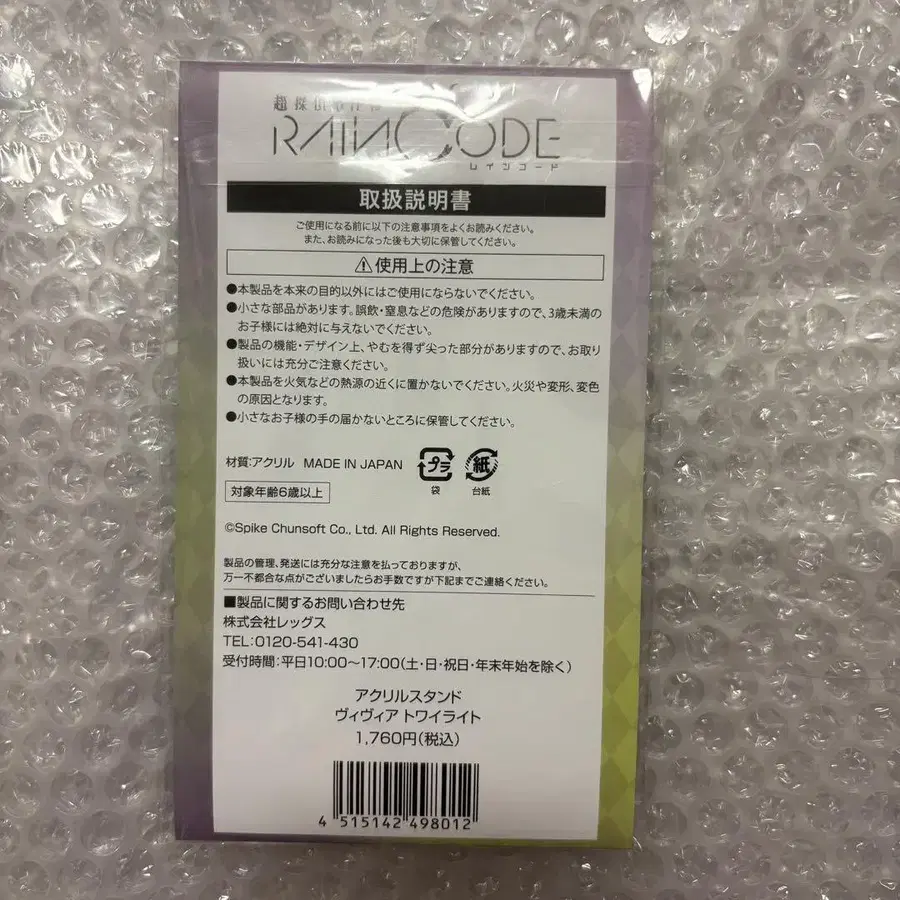 超探偵事件簿
RAINCODE
レインコード
取扱説明書
ご使用になる前に以下の注意事項をよくお読みください。
また、お読みになった後も大切に保管してください。
⚠使用上の注意
●本製品を本来の目的以外にはご使用にならないでください。
●小さな部品があります。誤飲・窒息などの危険がありますので、3歳未満の
お子様には絶対に与えないでください。
●製品の機能・デザイン上、やむを得ず尖った部分がありますので、お取り
扱いには充分ご注意ください。
●本製品を火気などの熱源の近くに置かないでください。火災や変形、変色
の原因となります。
●小さなお子様の手の届かないところに保管してください。
材質:アクリル MADE IN JAPAN
プラ
袋
紙
台紙
対象年齢6歳以上
©Spike Chunsoft Co., Ltd. All Rights Reserved.
製品の管理、発送には充分な注意を払っておりますが、
万一不都合な点がございましたらお手数ですが下記までご連絡ください。
■製品に関するお問い合わせ先
株式会社レッグス
TEL:0120-541-430
受付時間:平日10:00～17:00(土・日・祝日・年末年始を除く)
アクリルスタンド
ヴィヴィア トワイライト
1,760円(税込)
4 515142 498012